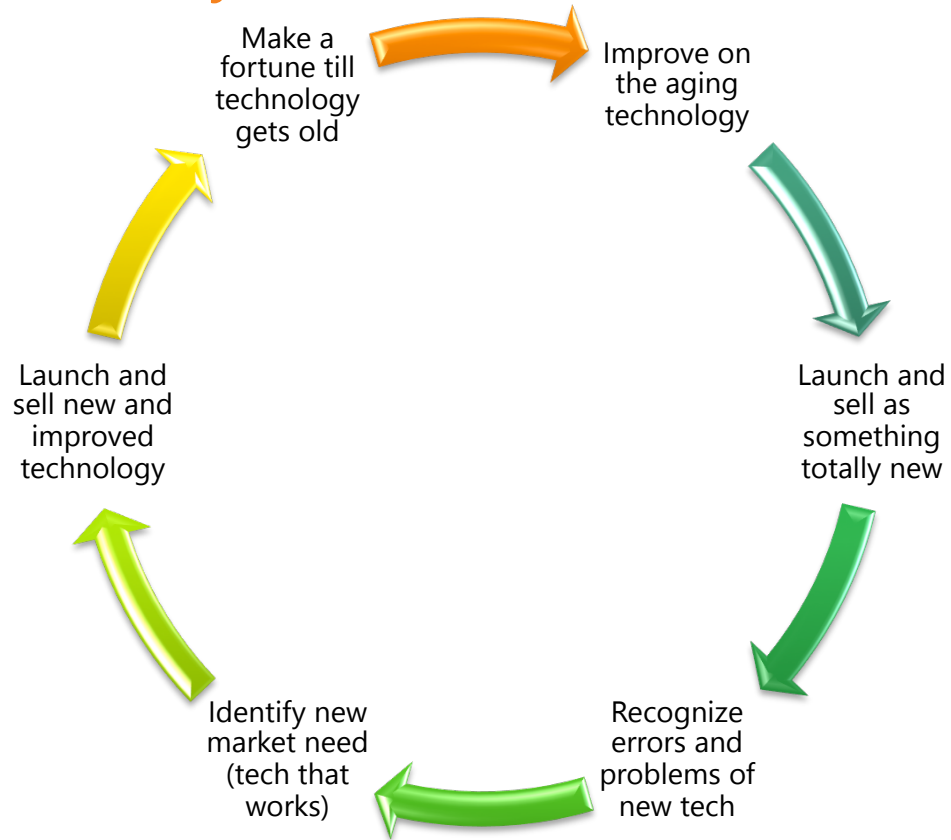 Make a
fortune till
technology
gets old
Improve on
the aging
technology
Launch and
sell as
something
totally new
Recognize
errors and
problems of
new tech
Identify new
market need
(tech that
works)
Launch and
sell new and
improved
technology